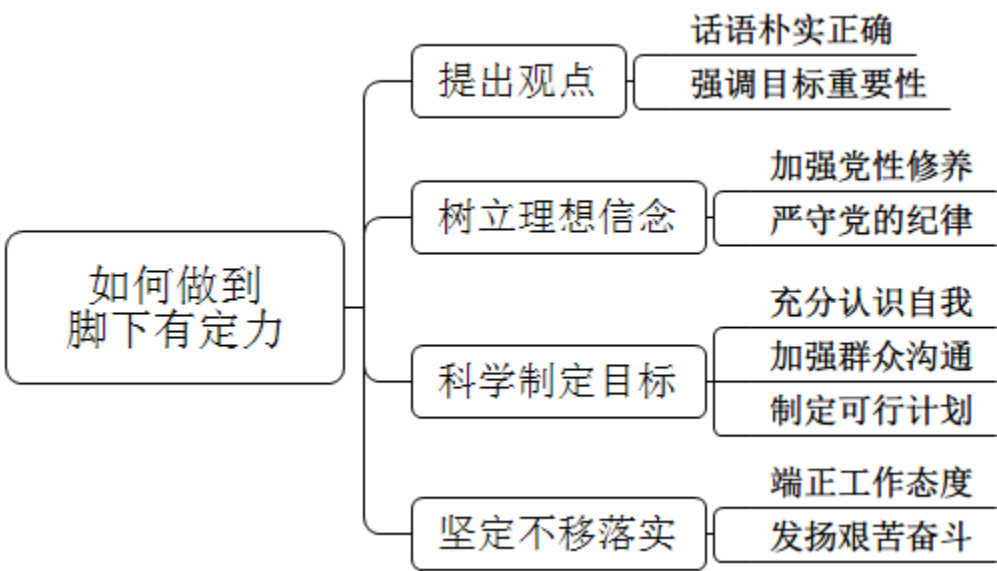 如何做到
脚下有定力
提出观点
话语朴实正确
强调目标重要性
树立理想信念
加强党性修养
严守党的纪律
科学制定目标
充分认识自我
加强群众沟通
制定可行计划
坚定不移落实
端正工作态度
发扬艰苦奋斗